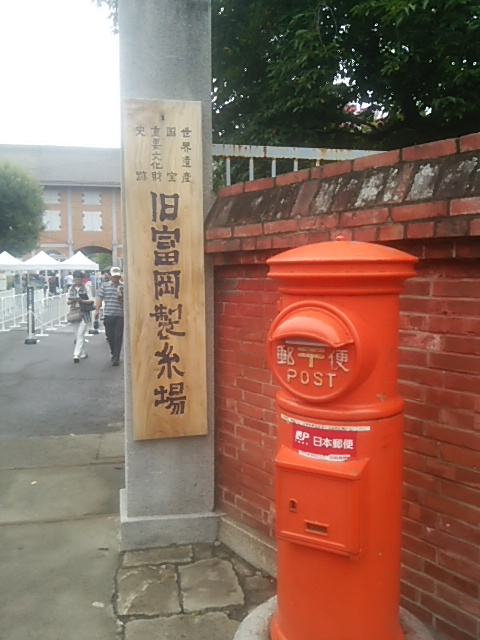 世界遺産
国宝
重要文化財
史跡
旧富岡製糸場
郵〒便
POST
JP
日本郵便